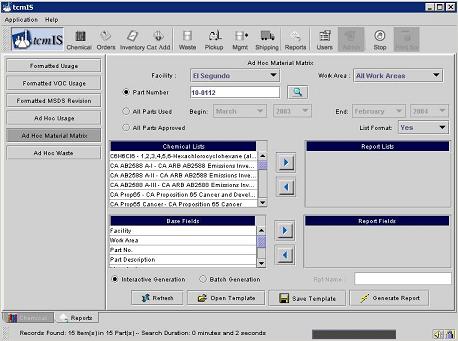 tcmIS
Application Help
tcmIS
Chemical Orders Inventory Cat Add. Waste Pickup Mgmt Shipping Reports Users Stop
Formatted Usage
Formatted VOC Usage
Formatted MSDS Revision
Ad Hoc Usage
Ad Hoc Material Matrix
Ad Hoc Waste
Ad Hoc Material Matrix
Facility : El Segundo Work Area : All Work Areas
Part Number 10-0112
All Parts Used Begin: March 2003 End: February 2004
All Parts Approved List Format: Yes
Chemical Lists Report Lists
C6H6Cl6 - 1,2,3,4,5,6-Hexachlorocyclohexane (al...
CA AB2588 A-I - CA ARB AB2588 Emissions Inve...
CA AB2588 A-II - CA ARB AB2588 Emissions Inve...
CA AB2588 A-III - CA ARB AB2588 Emissions Inve...
CA Prop65 - CA Proposition 65 Cancer and Devel...
CA Prop65 Cancer - CA Proposition 65 Cancer
Base Fields Report Fields
Facility
Work Area
Part No.
Part Description
Interactive Generation Batch Generation Rpt Name :
Refresh Open Template Save Template Generate Report
Chemicals Reports
Records Found: 15 Item(s) in 15 Part(s) -- Search Duration: 0 minutes and 2 seconds